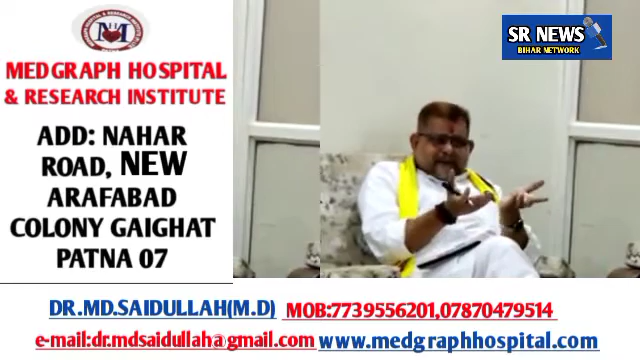 SR NEWS
BIHAR NETWORK
MEDGRAPH HOSPITAL
& RESEARCH INSTITUTE
ADD: NAHAR
ROAD, NEW
ARAFABAD
COLONY GAIGHAT
PATNA 07
DR.MD.SAIDULLAH(M.D) MOB:7739556201,07870479514
e-mail:dr.mdsaidullah@gmail.com www.medgraphhospital.com